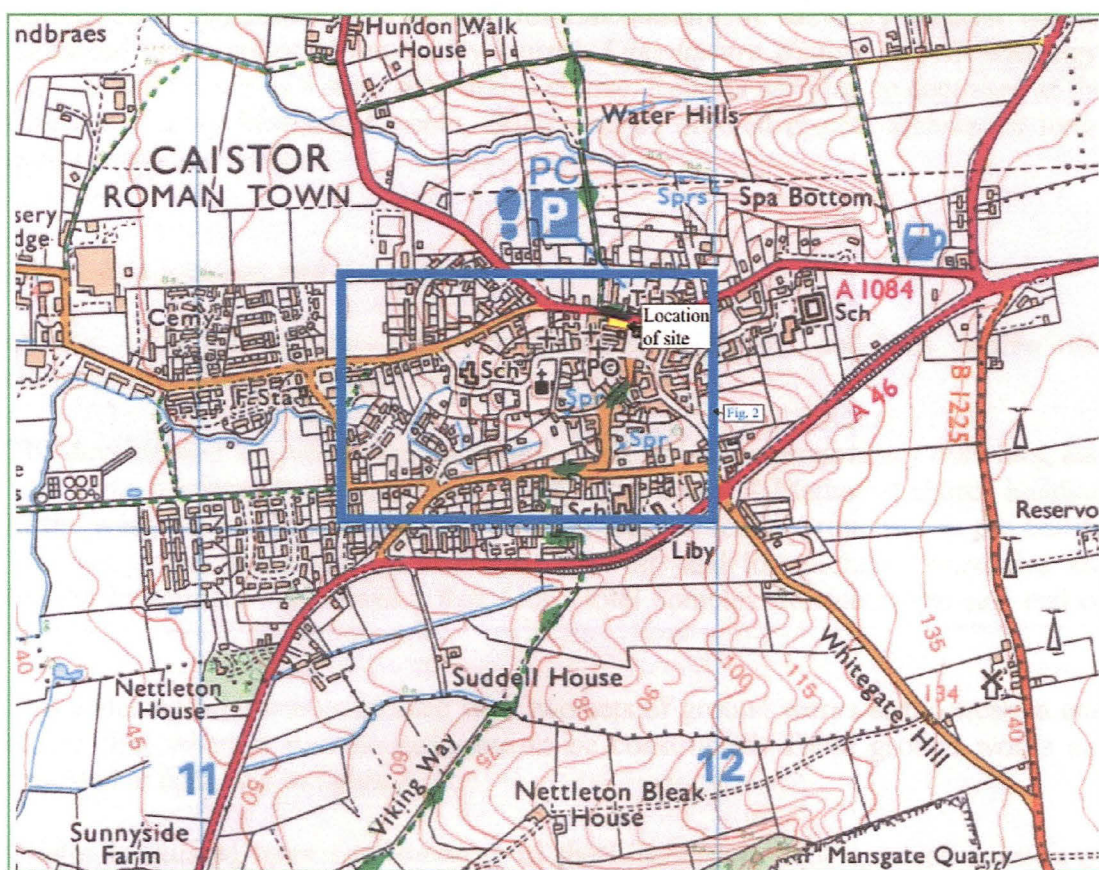 ndbraes
Hundon Walk
House
Water Hills
CAISTOR
ROMAN TOWN
PC
P
Sprs
Spa Bottom
sery
dge
A 1084
Sch
Cemy
TH
Location
of site
Sch
PO
F Sta
Spr
Fig. 2
A 46
B 1225
Spr
Sch
Reservo
Liby
135
Whitegate Hill
40
Suddell House
100
115
Nettleton
House
90
134
85
45
140
75
60
Viking Way
11
12
50
Nettleton Bleak
House
Sunnyside
Farm
Mansgate Quarry